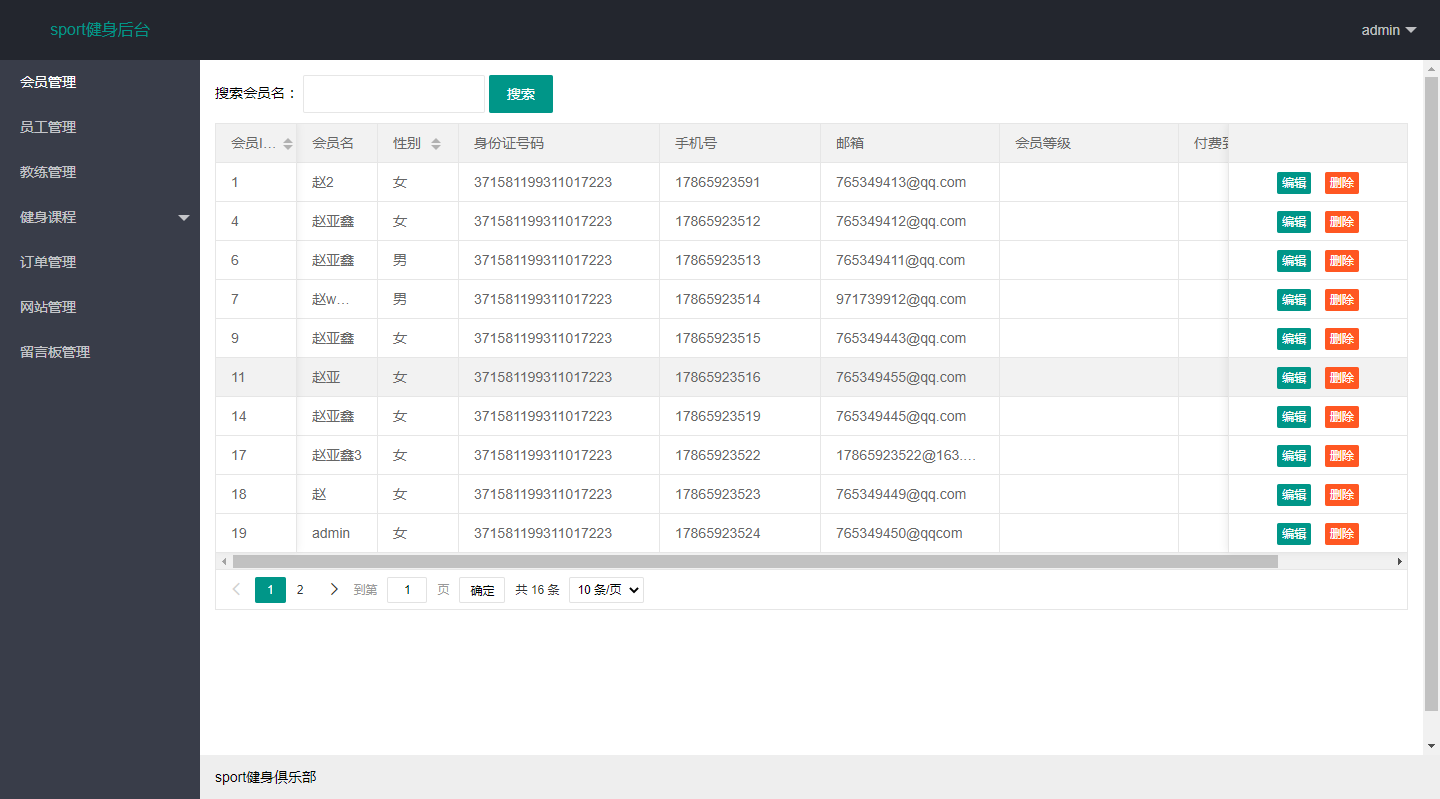 sport健身后台
admin
会员管理
员工管理
教练管理
健身课程
订单管理
网站管理
留言板管理
搜索会员名： 搜索
会员I... 会员名 性别 身份证号码 手机号 邮箱 会员等级 付费到
1 赵2 女 371581199311017223 17865923591 765349413@qq.com 编辑 删除
4 赵亚鑫 女 371581199311017223 17865923512 765349412@qq.com 编辑 删除
6 赵亚鑫 男 371581199311017223 17865923513 765349411@qq.com 编辑 删除
7 赵w... 男 371581199311017223 17865923514 971739912@qq.com 编辑 删除
9 赵亚鑫 女 371581199311017223 17865923515 765349443@qq.com 编辑 删除
11 赵亚 女 371581199311017223 17865923516 765349455@qq.com 编辑 删除
14 赵亚鑫 女 371581199311017223 17865923519 765349445@qq.com 编辑 删除
17 赵亚鑫3 女 371581199311017223 17865923522 17865923522@163.... 编辑 删除
18 赵 女 371581199311017223 17865923523 765349449@qq.com 编辑 删除
19 admin 女 371581199311017223 17865923524 765349450@qqcom 编辑 删除
1 2 到第 1 页 确定 共 16 条 10 条/页
sport健身俱乐部